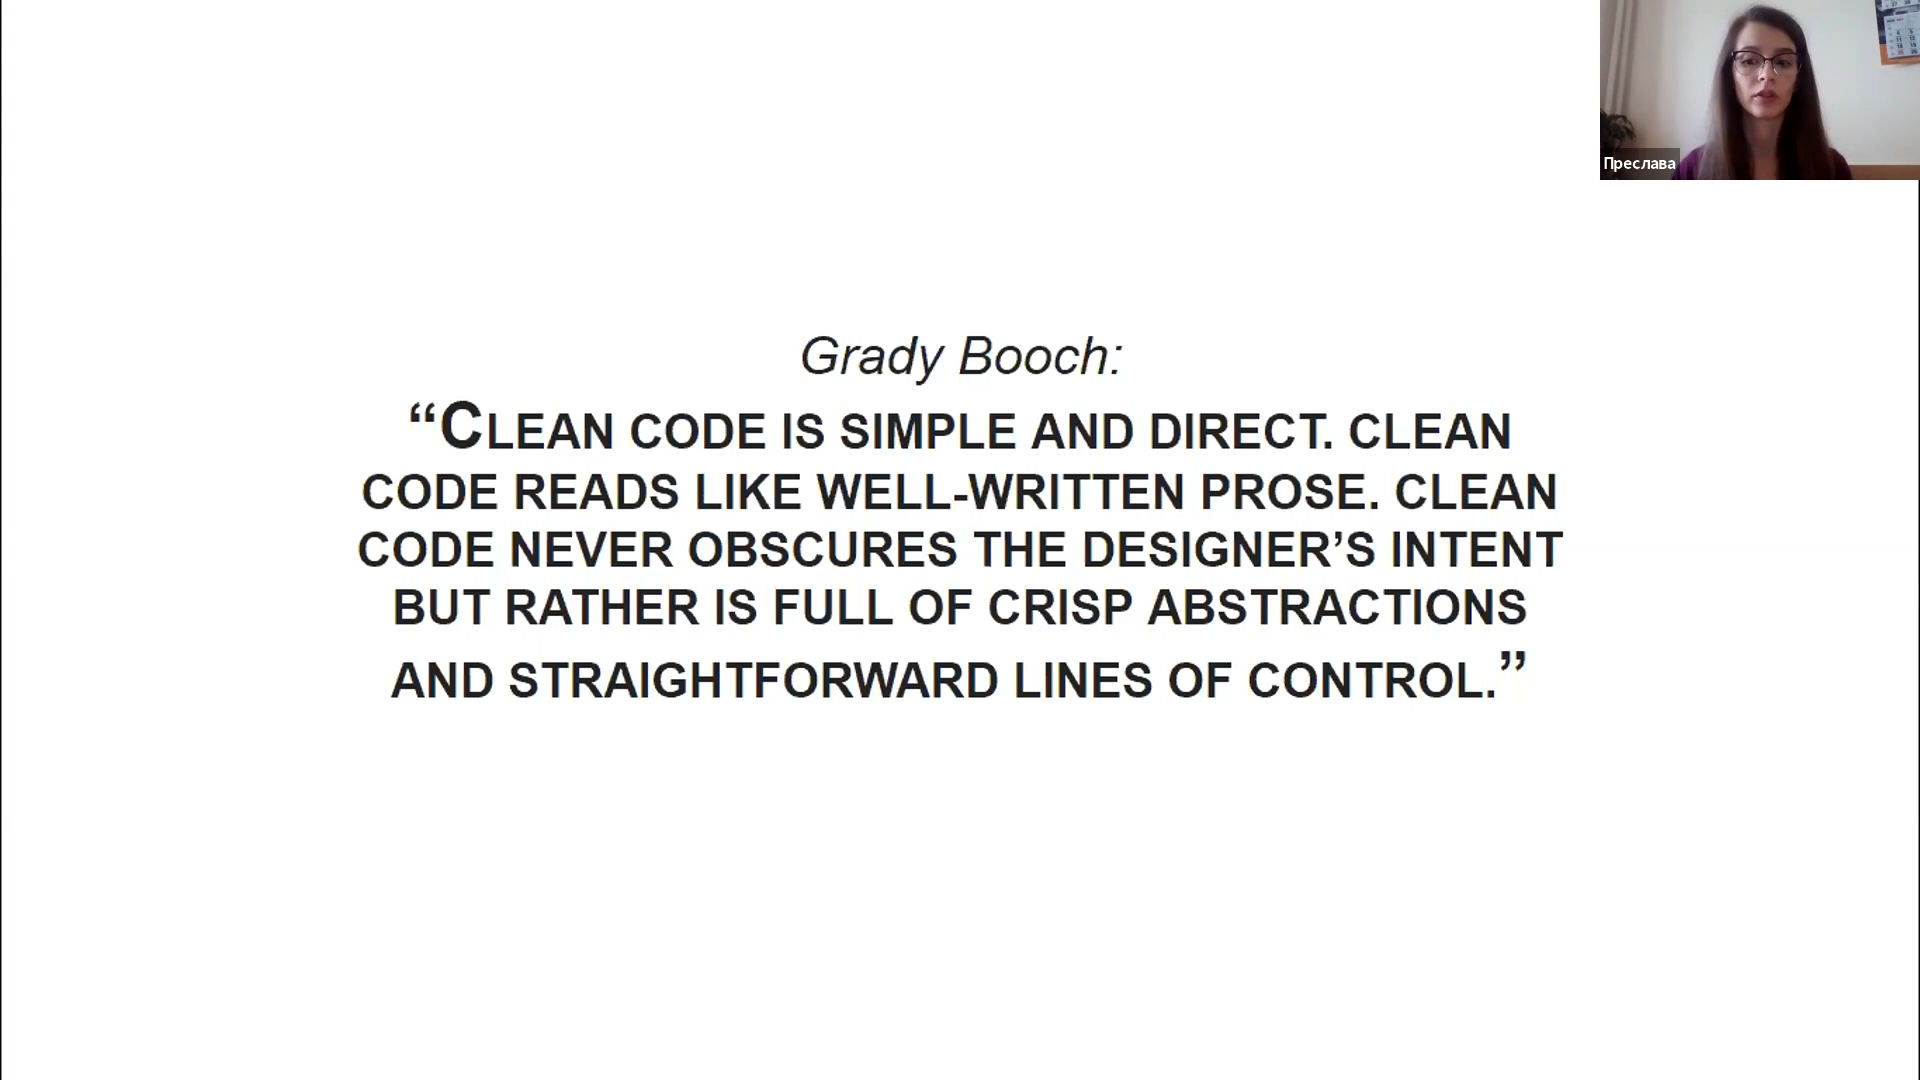 Преслава
Grady Booch:
“CLEAN CODE IS SIMPLE AND DIRECT. CLEAN
CODE READS LIKE WELL-WRITTEN PROSE. CLEAN
CODE NEVER OBSCURES THE DESIGNER’S INTENT
BUT RATHER IS FULL OF CRISP ABSTRACTIONS
AND STRAIGHTFORWARD LINES OF CONTROL.”